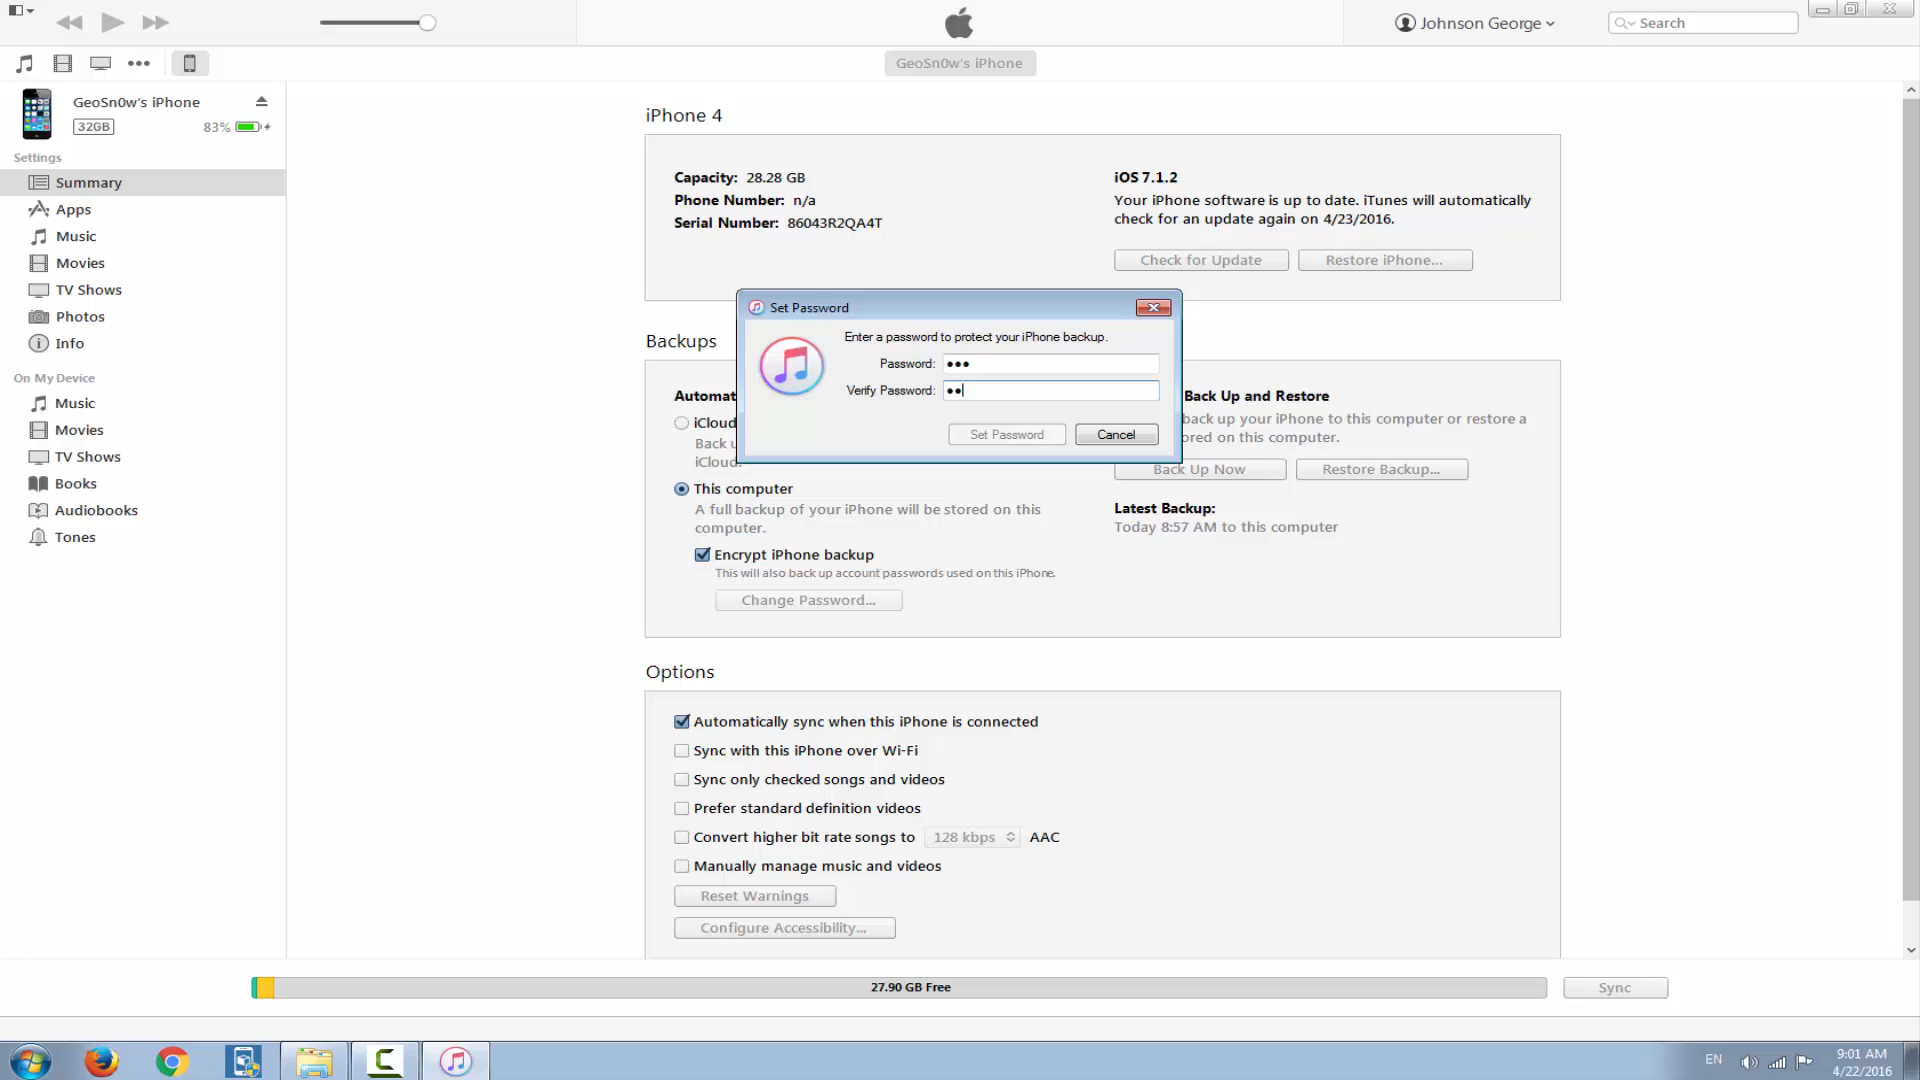 Johnson George
Search
GeoSn0w's iPhone
GeoSn0w's iPhone
32GB
83%
Settings
Summary
Apps
Music
Movies
TV Shows
Photos
Info
On My Device
Music
Movies
TV Shows
Books
Audiobooks
Tones
iPhone 4
Capacity: 28.28 GB
Phone Number: n/a
Serial Number: 86043R2QA4T
iOS 7.1.2
Your iPhone software is up to date. iTunes will automatically
check for an update again on 4/23/2016.
Check for Update
Restore iPhone...
Set Password
Enter a password to protect your iPhone backup.
Password:
Verify Password:
Set Password
Cancel
Backups
Automat
iCloud
Back u
iCloud.
This computer
A full backup of your iPhone will be stored on this
computer.
Encrypt iPhone backup
This will also back up account passwords used on this iPhone.
Change Password...
Back Up and Restore
back up your iPhone to this computer or restore a
ored on this computer.
Back Up Now
Restore Backup...
Latest Backup:
Today 8:57 AM to this computer
Options
Automatically sync when this iPhone is connected
Sync with this iPhone over Wi-Fi
Sync only checked songs and videos
Prefer standard definition videos
Convert higher bit rate songs to 128 kbps AAC
Manually manage music and videos
Reset Warnings
Configure Accessibility...
27.90 GB Free
Sync
EN
9:01 AM
4/22/2016